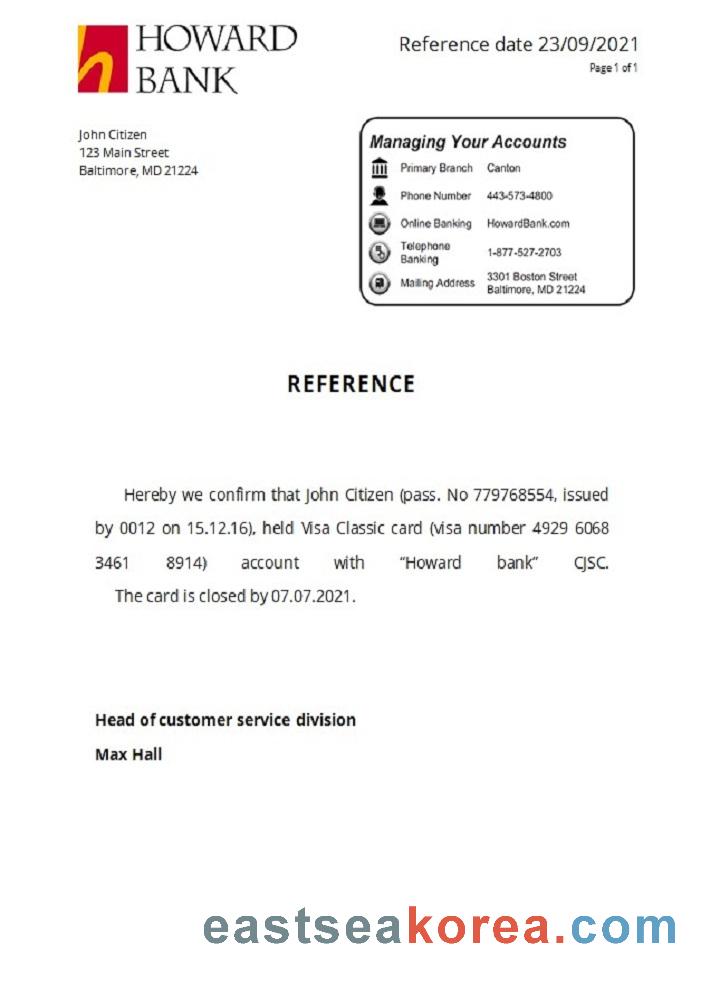 HOWARD
BANK
Reference date 23/09/2021
Page 1 of 1
John Citizen
123 Main Street
Baltimore, MD 21224
Managing Your Accounts
Primary Branch Canton
Phone Number 443-573-4800
Online Banking HowardBank.com
Telephone Banking 1-877-527-2703
Mailing Address 3301 Boston Street
Baltimore, MD 21224
REFERENCE
Hereby we confirm that John Citizen (pass. No 779768554, issued
by 0012 on 15.12.16), held Visa Classic card (visa number 4929 6068
3461 8914) account with “Howard bank” CJSC.
The card is closed by 07.07.2021.
Head of customer service division
Max Hall
eastseakorea.com